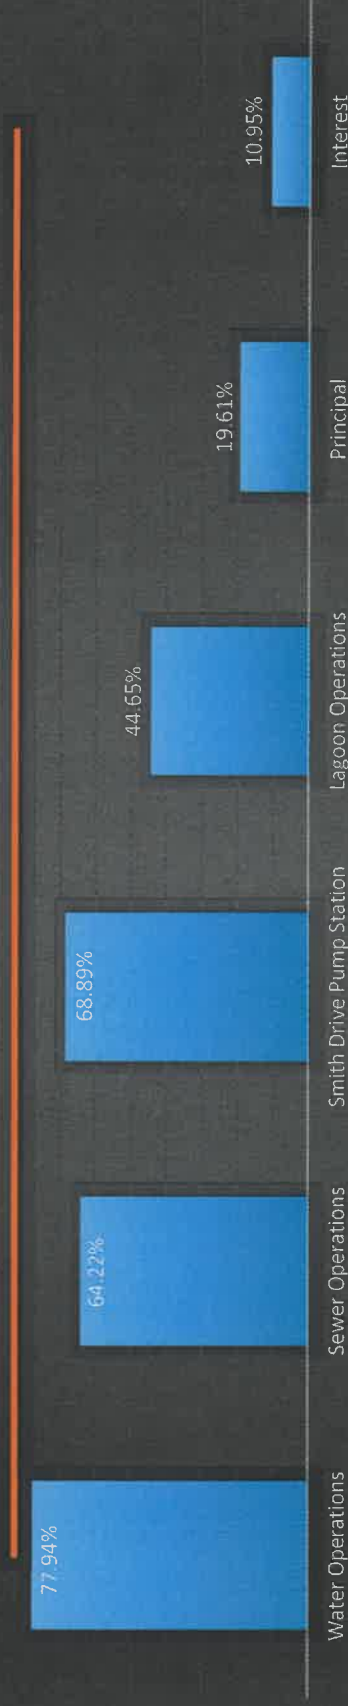 77.94%
64.22%
68.89%
44.65%
19.61%
10.95%
Water Operations
Sewer Operations
Smith Drive Pump Station
Lagoon Operations
Principal
Interest